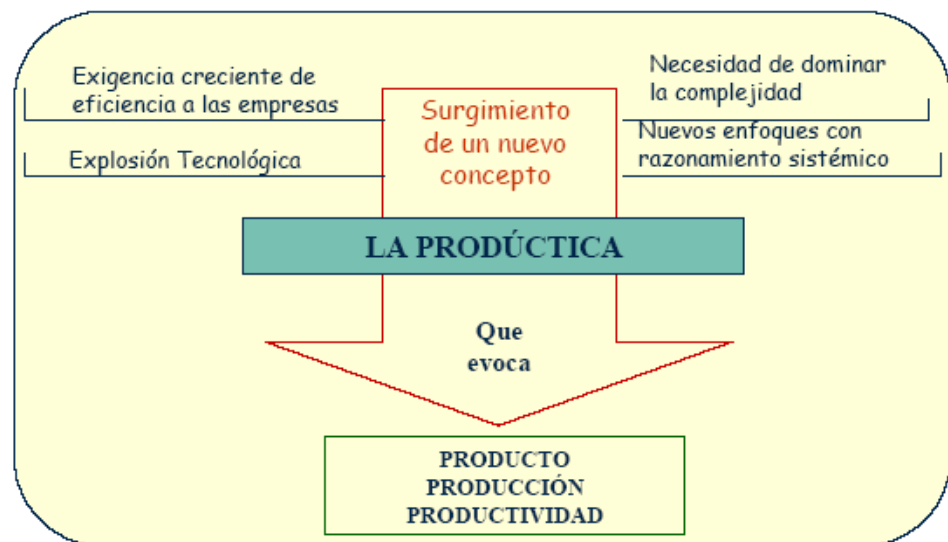 Exigencia creciente de
eficiencia a las empresas
Explosión Tecnológica
Surgimiento
de un nuevo
concepto
Necesidad de dominar
la complejidad
Nuevos enfoques con
razonamiento sistémico
LA PRODÚCTICA
Que
evoca
PRODUCTO
PRODUCCIÓN
PRODUCTIVIDAD